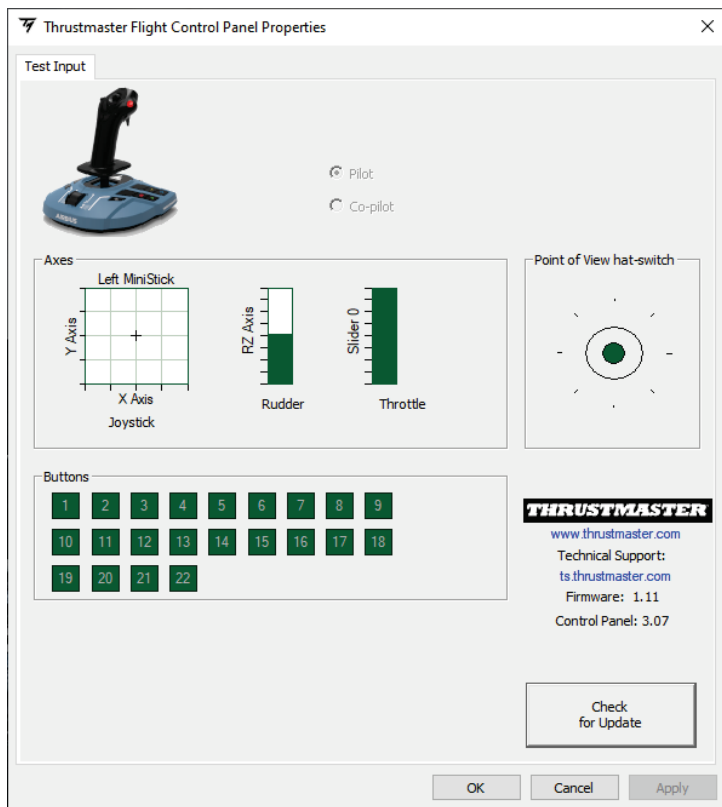 Thrustmaster Flight Control Panel Properties
Test Input
AIRBUS
Pilot
Co-pilot
Axes
Left MiniStick
Y Axis
X Axis
Joystick
RZ Axis
Rudder
Slider 0
Throttle
Point of View hat-switch
Buttons
1 2 3 4 5 6 7 8 9
10 11 12 13 14 15 16 17 18
19 20 21 22
THRUSTMASTER
www.thrustmaster.com
Technical Support:
ts.thrustmaster.com
Firmware: 1.11
Control Panel: 3.07
Check
for Update
OK Cancel Apply